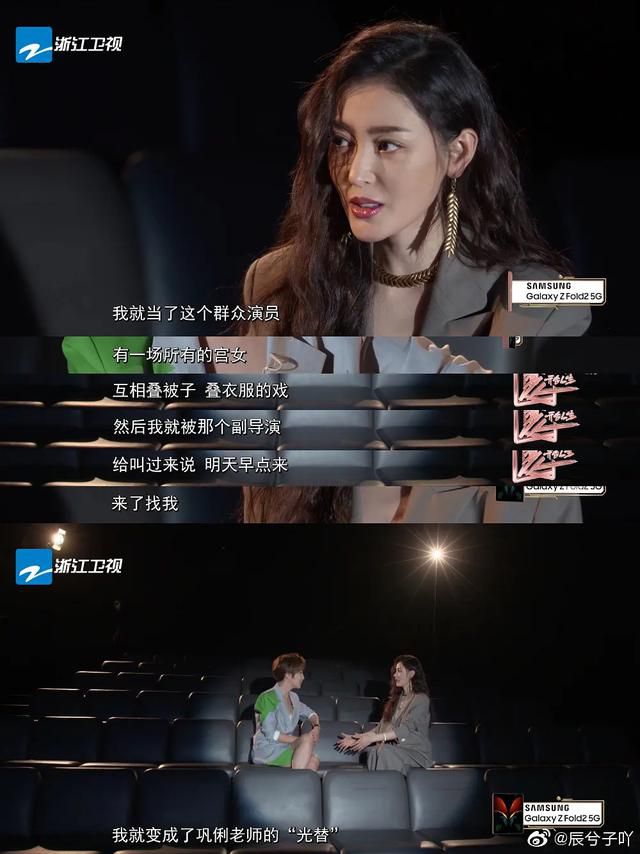 浙江卫视
SAMSUNG
Galaxy Z Fold2 5G
我就当了这个群众演员
有一场所有的宫女
互相叠被子 叠衣服的戏
然后我就被那个副导演
给叫过来说 明天早点来
Galaxy Z Fold2 5G
来了找我
浙江卫视
SAMSUNG
Galaxy Z Fold2 5G
我就变成了巩俐老师的“光替”
@辰兮子吖